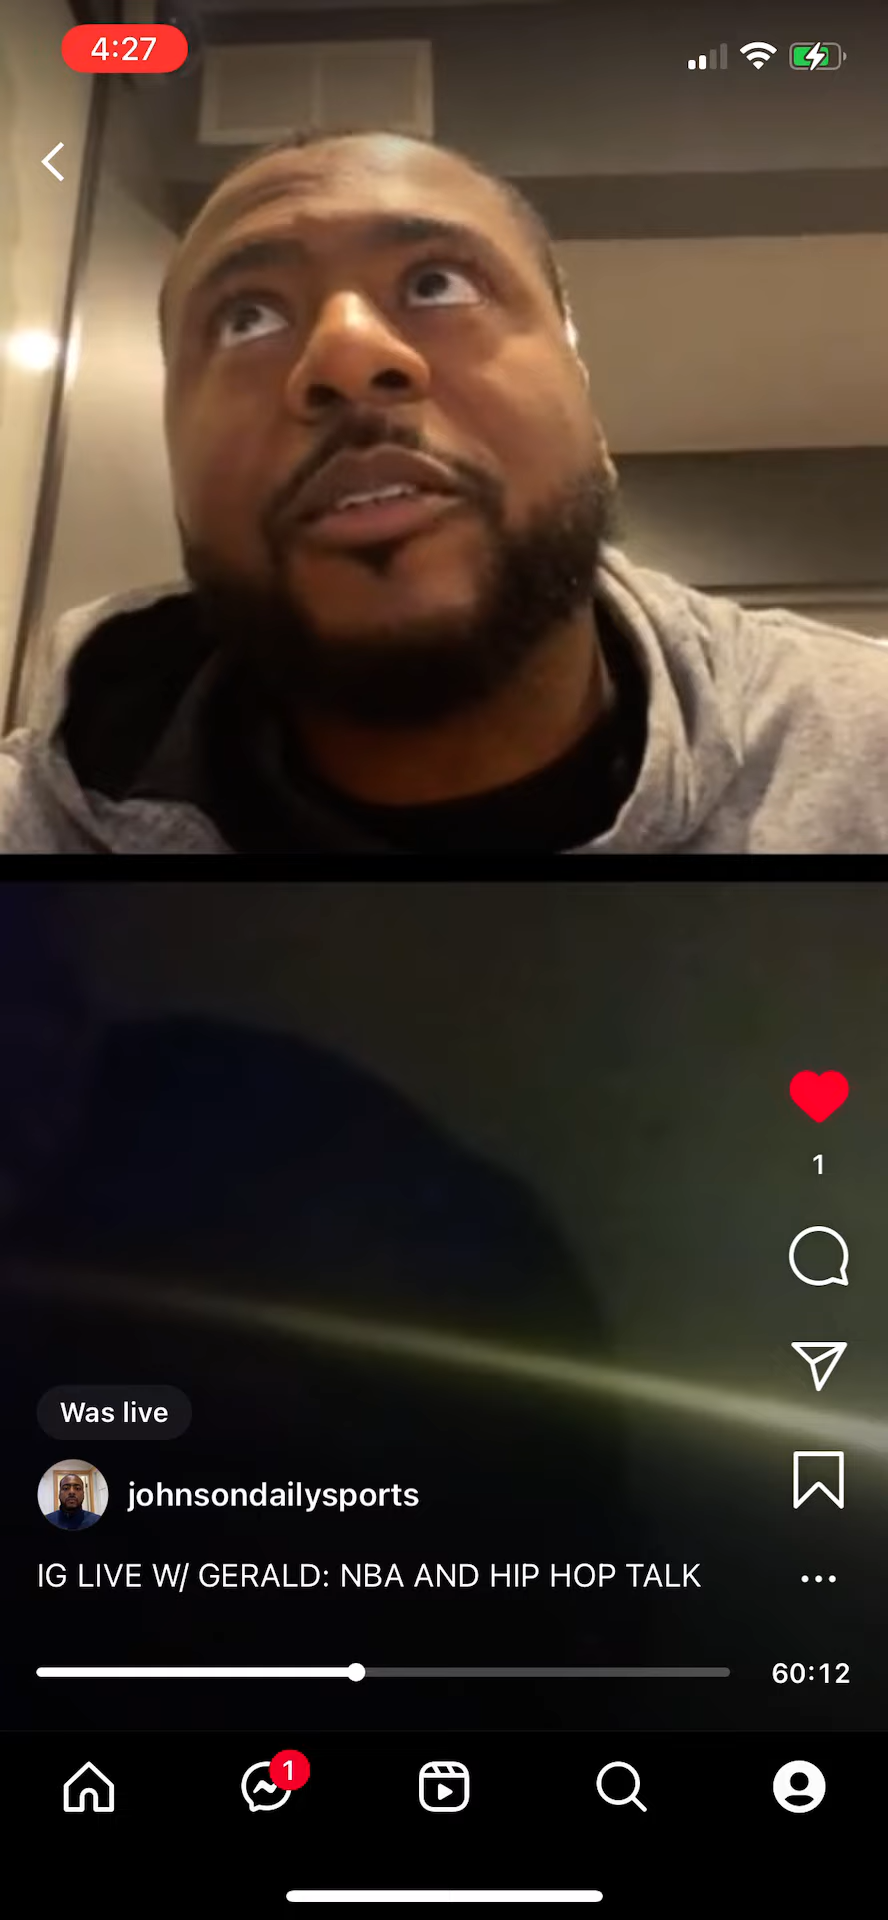 4:27
1
Was live
johnsondailysports
IG LIVE W/ GERALD: NBA AND HIP HOP TALK
60:12
1